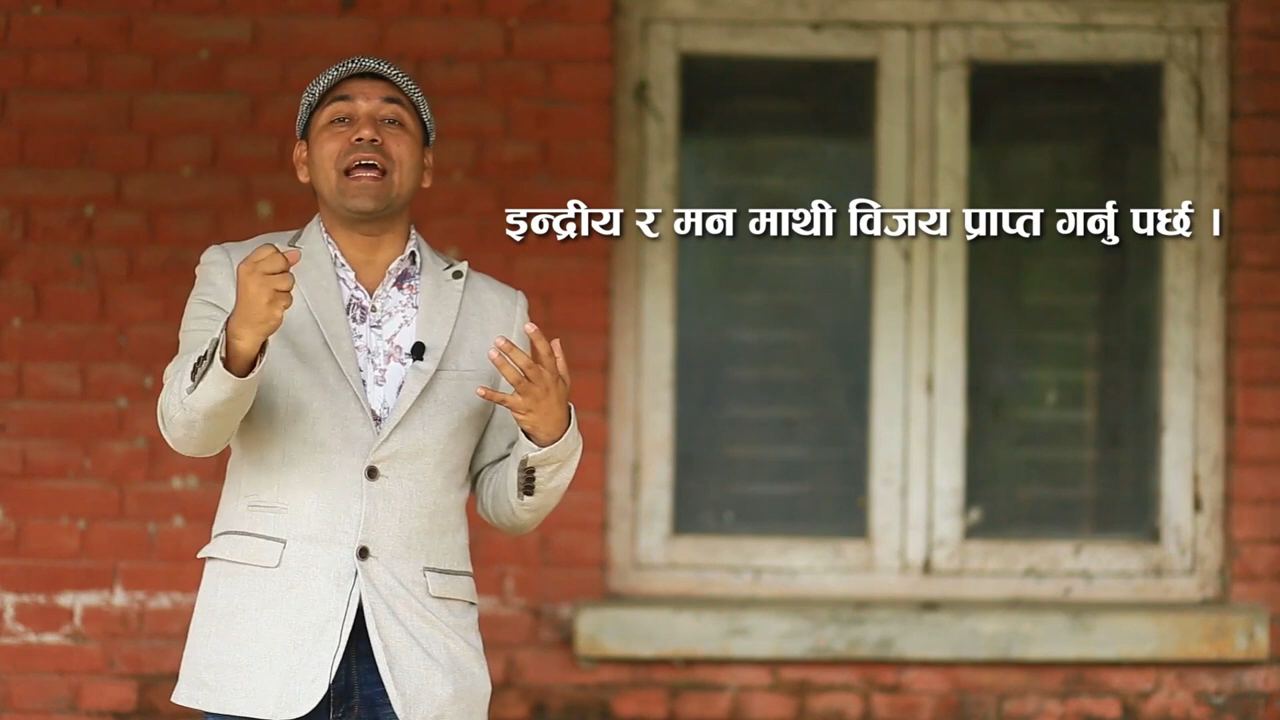 इन्द्रीय र मन माथी विजय प्राप्त गर्नु पर्छ ।